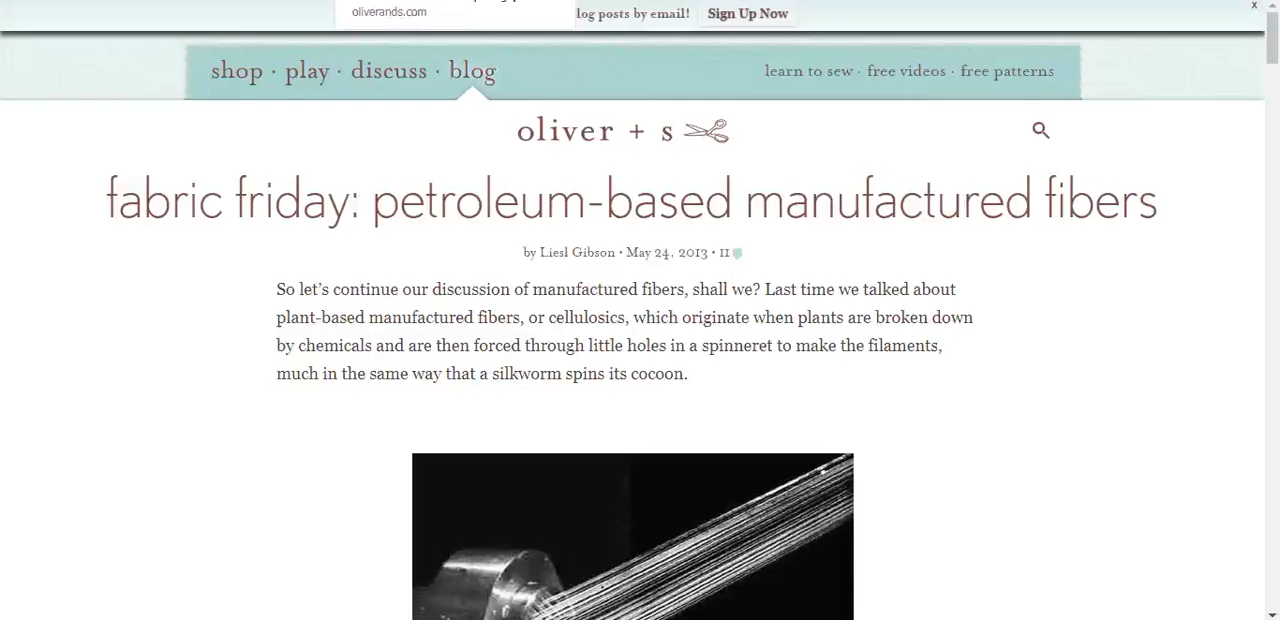 oliverands.com
log posts by email! Sign Up Now
x
shop · play · discuss · blog
learn to sew · free videos · free patterns
oliver + s
fabric friday: petroleum-based manufactured fibers
by Liesl Gibson • May 24, 2013 • 11
So let's continue our discussion of manufactured fibers, shall we? Last time we talked about
plant-based manufactured fibers, or cellulosics, which originate when plants are broken down
by chemicals and are then forced through little holes in a spinneret to make the filaments,
much in the same way that a silkworm spins its cocoon.